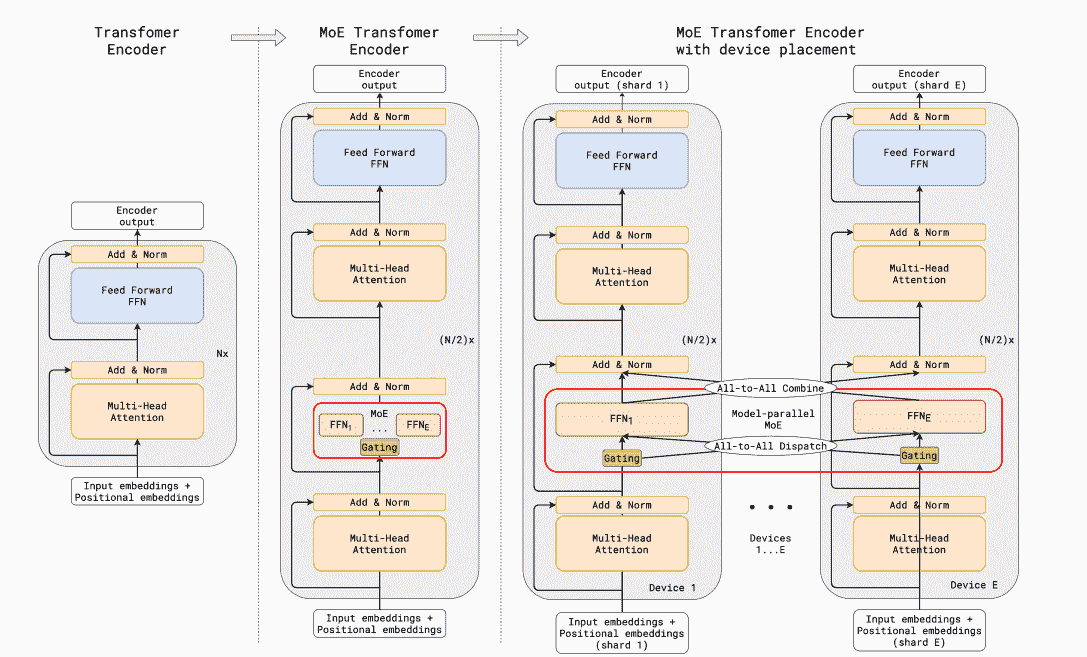 Transfomer
Encoder
MoE Transfomer
Encoder
MoE Transfomer Encoder
with device placement
Encoder
output
Add & Norm
Feed Forward
FFN
Nx
Add & Norm
Multi-Head
Attention
Input embeddings +
Positional embeddings
Encoder
output
Add & Norm
Feed Forward
FFN
Add & Norm
Multi-Head
Attention
(N/2)x
Add & Norm
MoE
FFN1
...
FFNE
Gating
Add & Norm
Multi-Head
Attention
Input embeddings +
Positional embeddings
Encoder
output (shard 1)
Add & Norm
Feed Forward
FFN
Add & Norm
Multi-Head
Attention
(N/2)x
Add & Norm
FFN1
Gating
Add & Norm
Multi-Head
Attention
Device 1
Input embeddings +
Positional embeddings
(shard 1)
All-to-All Combine
Model-parallel
MoE
All-to-All Dispatch
Devices
1...E
Encoder
output (shard E)
Add & Norm
Feed Forward
FFN
Add & Norm
Multi-Head
Attention
(N/2)x
Add & Norm
FFNE
Gating
Add & Norm
Multi-Head
Attention
Device E
Input embeddings +
Positional embeddings
(shard E)